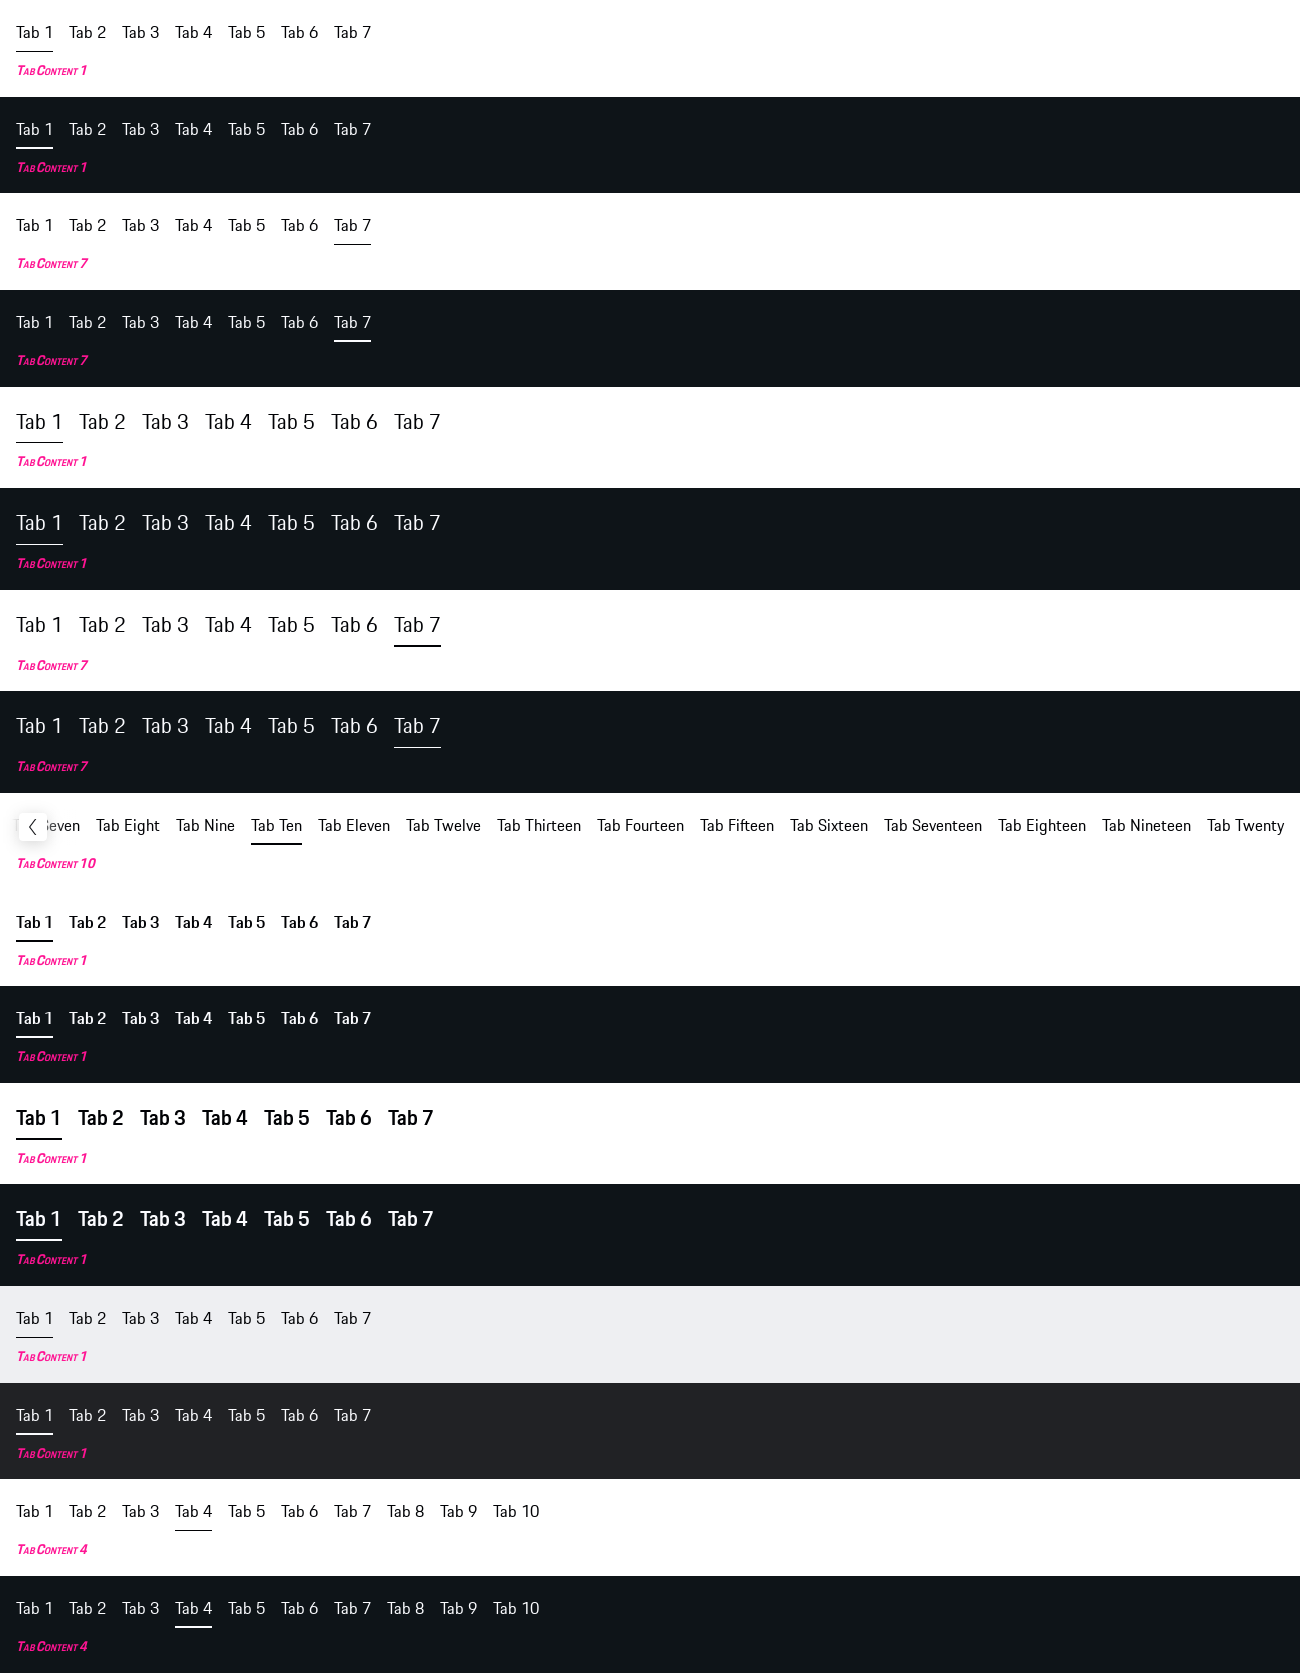 Tab 1 Tab 2 Tab 3 Tab 4 Tab 5 Tab 6 Tab 7
Tab Content 1
Tab 1 Tab 2 Tab 3 Tab 4 Tab 5 Tab 6 Tab 7
Tab Content 1
Tab 1 Tab 2 Tab 3 Tab 4 Tab 5 Tab 6 Tab 7
Tab Content 7
Tab 1 Tab 2 Tab 3 Tab 4 Tab 5 Tab 6 Tab 7
Tab Content 7
Tab 1 Tab 2 Tab 3 Tab 4 Tab 5 Tab 6 Tab 7
Tab Content 1
Tab 1 Tab 2 Tab 3 Tab 4 Tab 5 Tab 6 Tab 7
Tab Content 1
Tab 1 Tab 2 Tab 3 Tab 4 Tab 5 Tab 6 Tab 7
Tab Content 7
Tab 1 Tab 2 Tab 3 Tab 4 Tab 5 Tab 6 Tab 7
Tab Content 7
Seven Tab Eight Tab Nine Tab Ten Tab Eleven Tab Twelve Tab Thirteen Tab Fourteen Tab Fifteen Tab Sixteen Tab Seventeen Tab Eighteen Tab Nineteen Tab Twenty
Tab Content 10
Tab 1 Tab 2 Tab 3 Tab 4 Tab 5 Tab 6 Tab 7
Tab Content 1
Tab 1 Tab 2 Tab 3 Tab 4 Tab 5 Tab 6 Tab 7
Tab Content 1
Tab 1 Tab 2 Tab 3 Tab 4 Tab 5 Tab 6 Tab 7
Tab Content 1
Tab 1 Tab 2 Tab 3 Tab 4 Tab 5 Tab 6 Tab 7
Tab Content 1
Tab 1 Tab 2 Tab 3 Tab 4 Tab 5 Tab 6 Tab 7
Tab Content 1
Tab 1 Tab 2 Tab 3 Tab 4 Tab 5 Tab 6 Tab 7
Tab Content 1
Tab 1 Tab 2 Tab 3 Tab 4 Tab 5 Tab 6 Tab 7 Tab 8 Tab 9 Tab 10
Tab Content 4
Tab 1 Tab 2 Tab 3 Tab 4 Tab 5 Tab 6 Tab 7 Tab 8 Tab 9 Tab 10
Tab Content 4